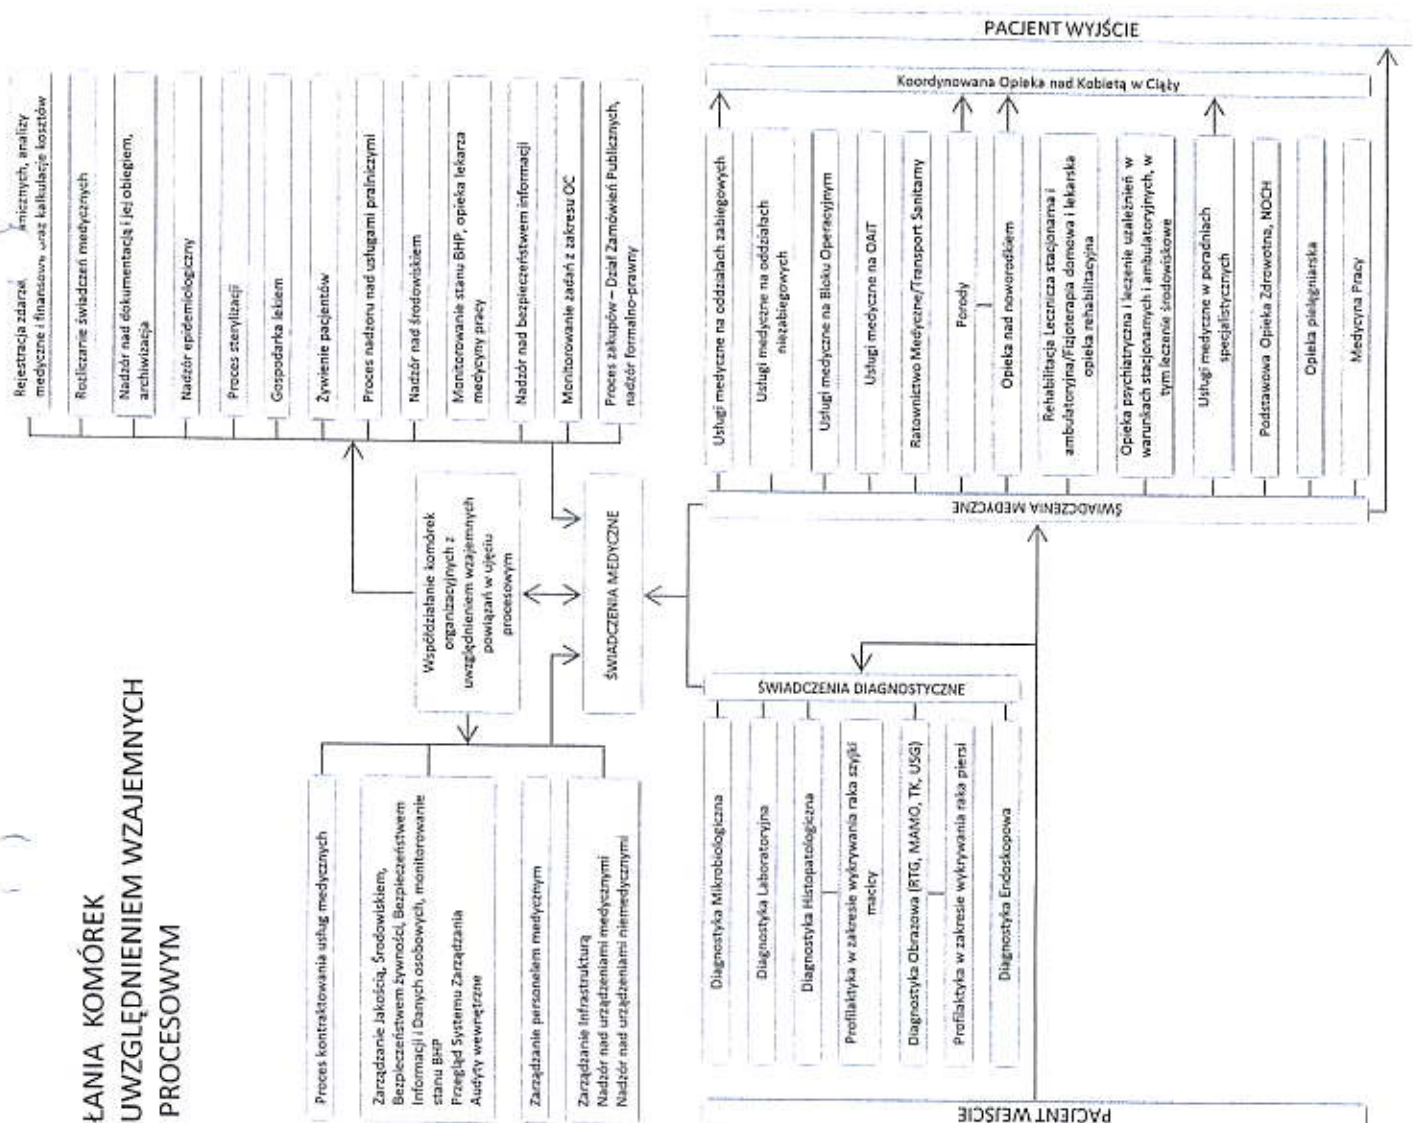 ŁANIA KOMÓREK
UWZGLĘDNIENIEM WZAJEMNYCH
PROCESOWYM
Proces kontraktowania usług medycznych
Zarządzanie Jakością, Środowiskiem,
Bezpieczeństwem żywności, Bezpieczeństwem
Informacji i Danych osobowych, monitorowanie
stanu BHP
Przegląd Systemu Zarządzania
Audyty wewnętrzne
Zarządzanie personelem medycznym
Zarządzanie Infrastrukturą
Nadzór nad urządzeniami medycznymi
Nadzór nad urządzeniami niemedycznymi
Współdziałanie komórek
organizacyjnych z
uwzględnieniem wzajemnych
powiązań w ujęciu
procesowym
ŚWIADCZENIA MEDYCZNE
Rejestracja zdarze micznych, analizy
medyczne i finansowe oraz kalkulacje kosztów
Rozliczanie świadczeń medycznych
Nadzór nad dokumentacją i jej obiegiem,
archiwizacja
Nadzór epidemiologiczny
Proces sterylizacji
Gospodarka lekiem
Żywienie pacjentów
Proces nadzoru nad usługami pralniczymi
Nadzór nad środowiskiem
Monitorowanie stanu BHP, opieka lekarza
medycyny pracy
Nadzór nad bezpieczeństwem informacji
Monitorowanie zadań z zakresu OC
Proces zakupów – Dział Zamówień Publicznych,
nadzór formalno-prawny
PACJENT WEJŚCIE
Diagnostyka Mikrobiologiczna
Diagnostyka Laboratoryjna
Diagnostyka Histopatologiczna
Profilaktyka w zakresie wykrywania raka szyjki
macicy
Diagnostyka Obrazowa (RTG, MAMO, TK, USG)
Profilaktyka w zakresie wykrywania raka piersi
Diagnostyka Endoskopowa
ŚWIADCZENIA DIAGNOSTYCZNE
ŚWIADCZENIA MEDYCZNE
Usługi medyczne na oddziałach zabiegowych
Usługi medyczne na oddziałach
niezabiegowych
Usługi medyczne na Bloku Operacyjnym
Usługi medyczne na OAiT
Ratownictwo Medyczne/Transport Sanitarny
Porody
Opieka nad noworodkiem
Rehabilitacja Lecznicza stacjonarna i
ambulatoryjna/Fizjoterapia domowa i lekarska
opieka rehabilitacyjna
Opieka psychiatryczna i leczenie uzależnień w
warunkach stacjonarnych i ambulatoryjnych, w
tym leczenie środowiskowe
Usługi medyczne w poradniach
specjalistycznych
Podstawowa Opieka Zdrowotna, NOCH
Opieka pielęgniarska
Medycyna Pracy
Koordynowana Opieka nad Kobietą w Ciąży
PACJENT WYJŚCIE